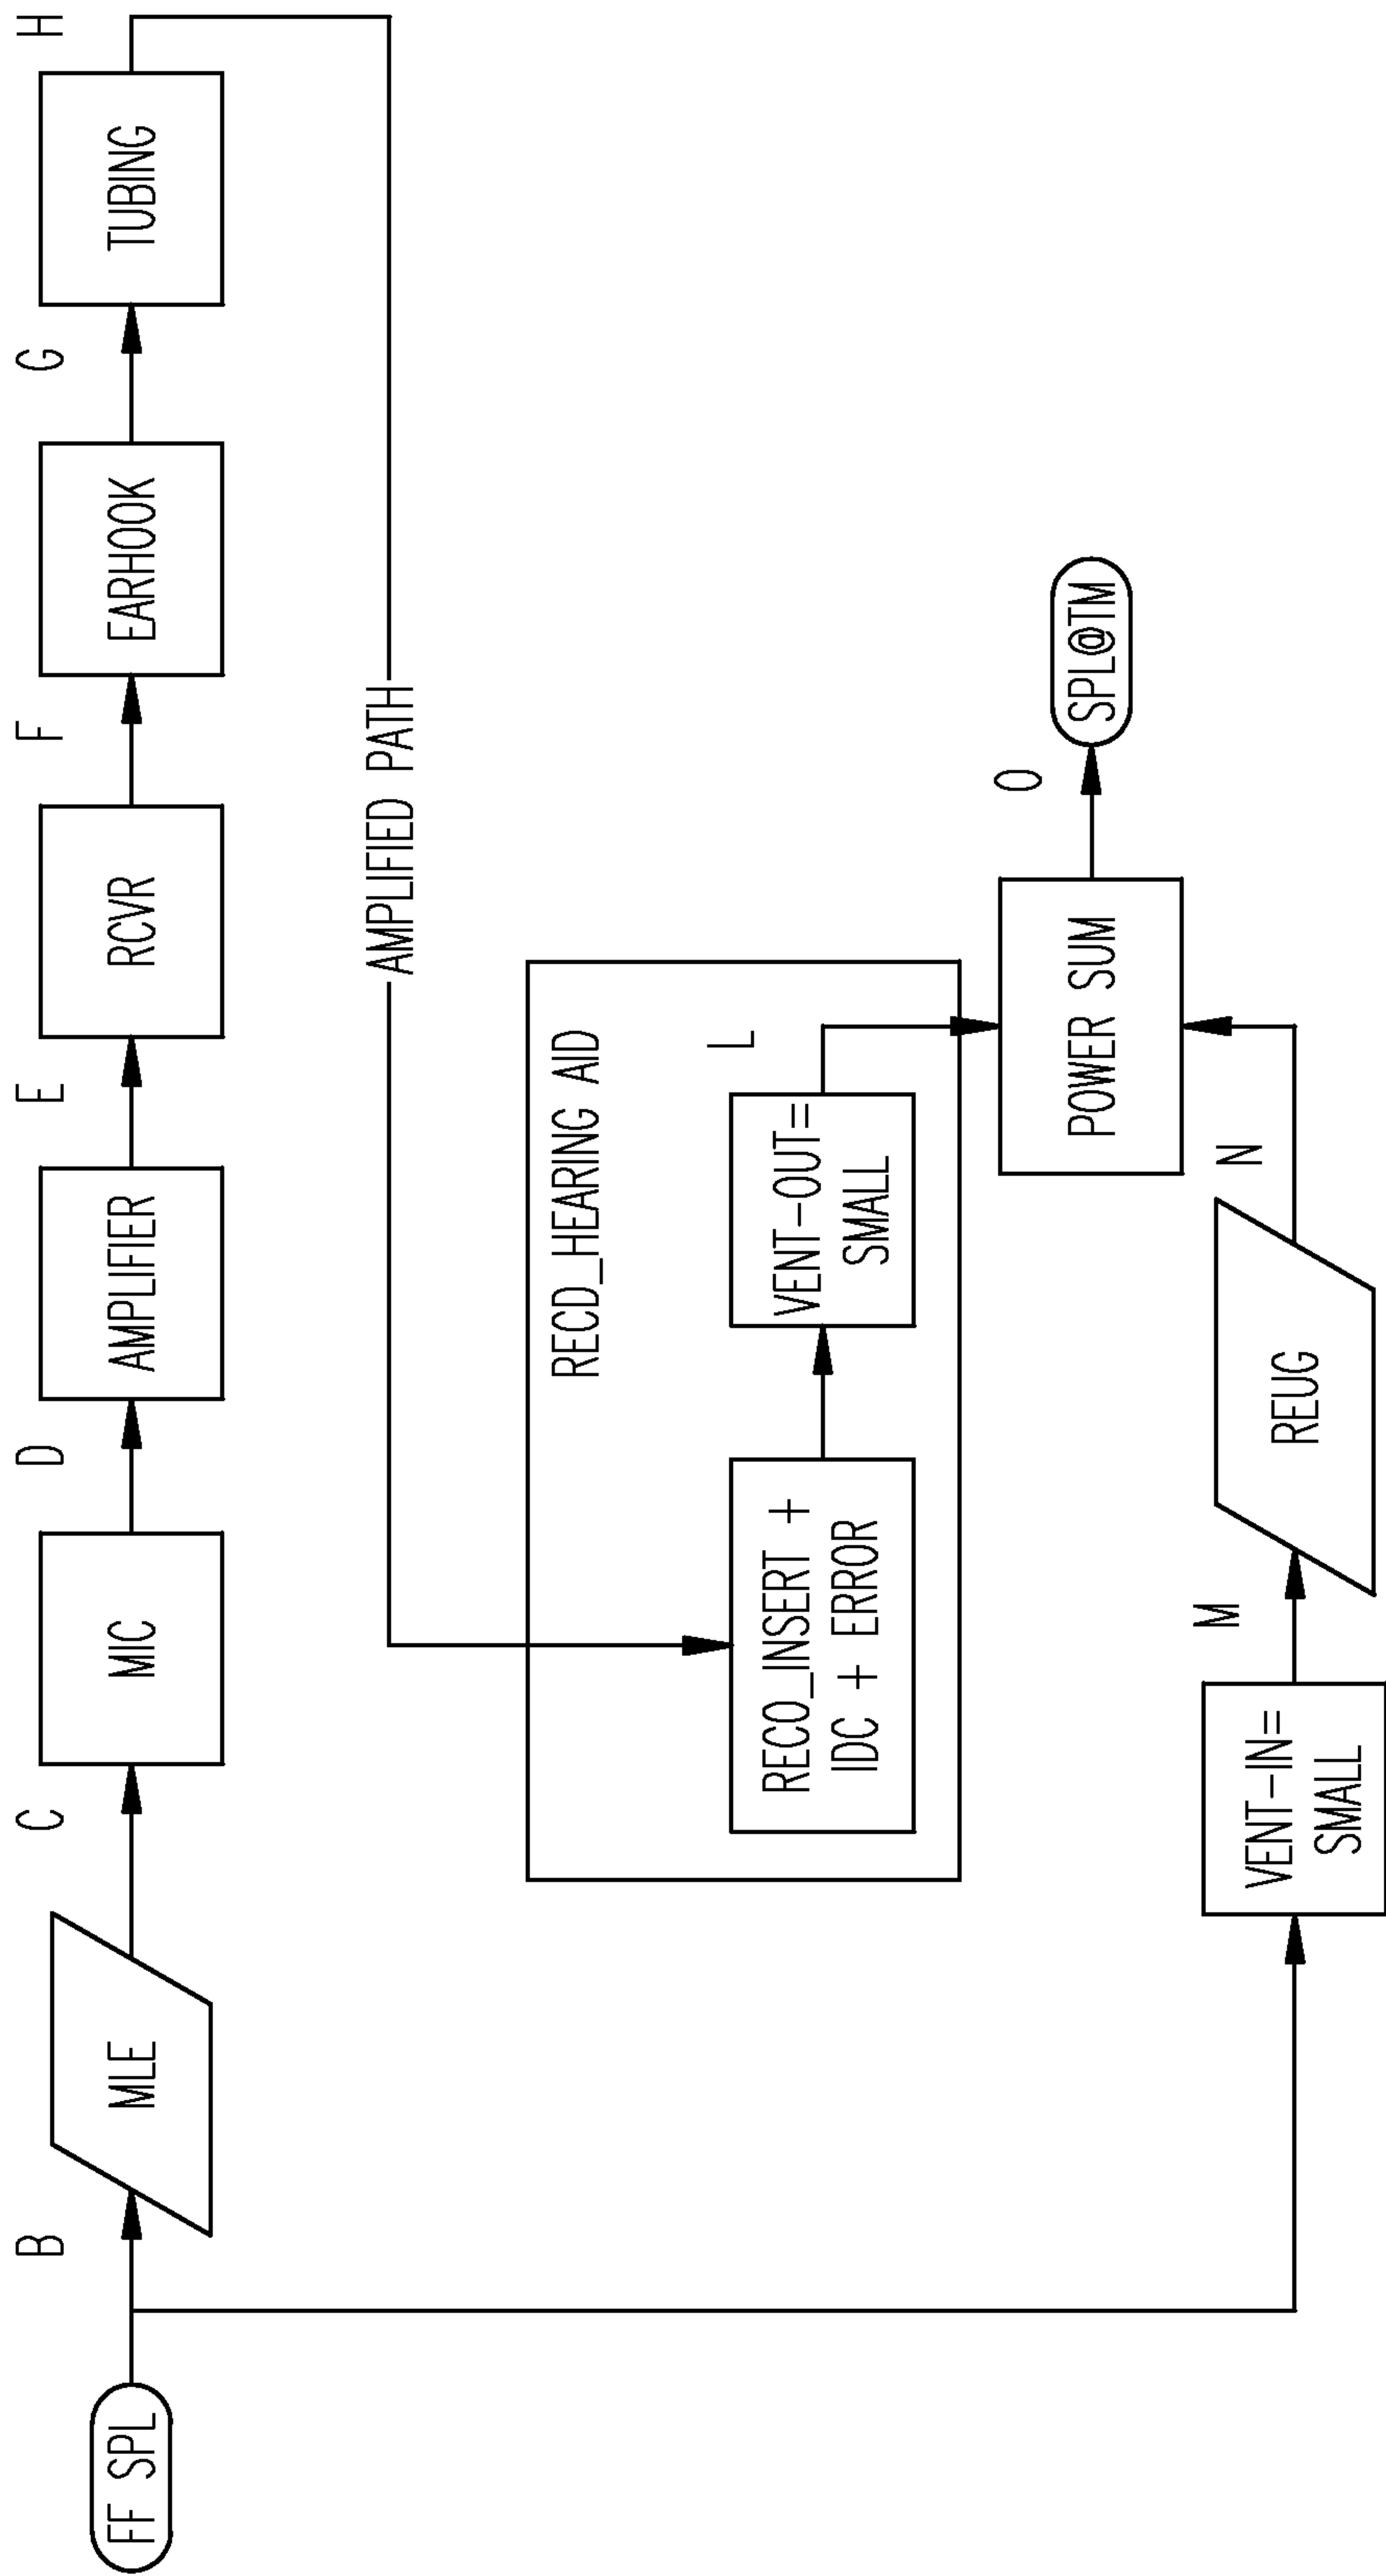 B
C
D
E
F
G
H
FF SPL
MLE
MIC
AMPLIFIER
RCVR
EARHOOK
TUBING
AMPLIFIED PATH
RECD_HEARING AID
L
RECO_INSERT +
IDC + ERROR
VENT-OUT=
SMALL
O
POWER SUM
SPL@TM
M
N
VENT-IN=
SMALL
REUG